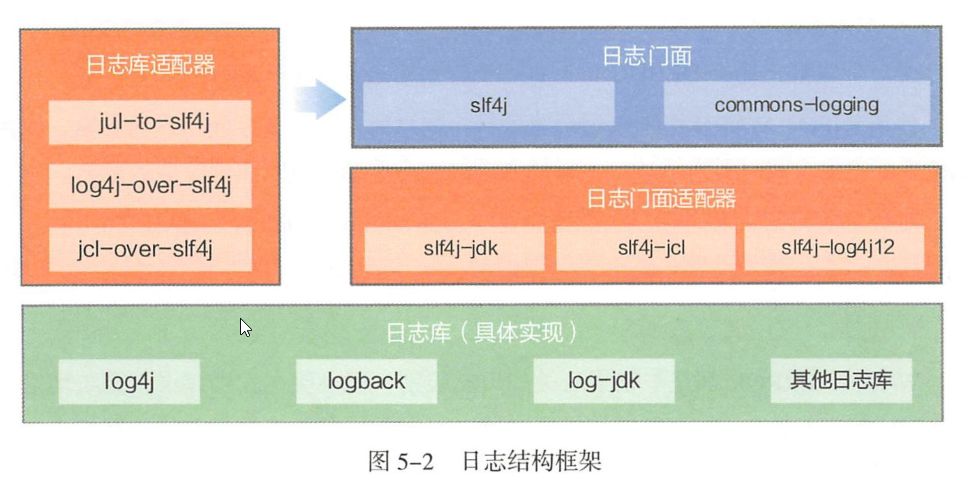 日志库适配器
jul-to-slf4j
log4j-over-slf4j
jcl-over-slf4j
日志门面
slf4j
commons-logging
日志门面适配器
slf4j-jdk
slf4j-jcl
slf4j-log4j12
日志库（具体实现）
log4j
logback
log-jdk
其他日志库
图 5-2 日志结构框架